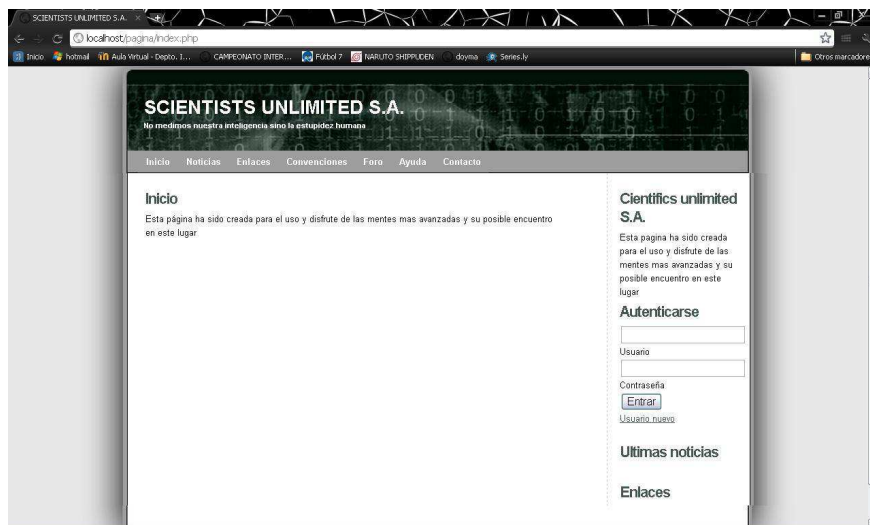 SCIENTISTS UNLIMITED S.A.
localhost/pagina/index.php
Inicio hotmail Aula Virtual - Depto. I... CAMPEONATO INTER... Fútbol 7 NARUTO SHIPPUDEN doyma Series.ly Otros marcadore
SCIENTISTS UNLIMITED S.A.
No medimos nuestra inteligencia sino la estupidez humana
Inicio Noticias Enlaces Convenciones Foro Ayuda Contacto
Inicio
Esta página ha sido creada para el uso y disfrute de las mentes mas avanzadas y su posible encuentro
en este lugar
Cientifics unlimited
S.A.
Esta pagina ha sido creada
para el uso y disfrute de las
mentes mas avanzadas y su
posible encuentro en este
lugar
Autenticarse
Usuario
Contraseña
Entrar
Usuario nuevo
Ultimas noticias
Enlaces